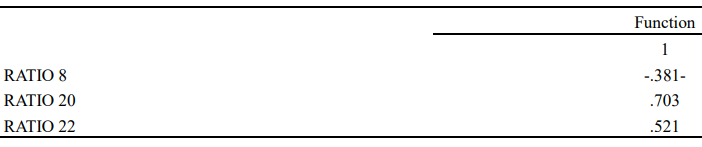 Function
1
RATIO 8 -.381-
RATIO 20 .703
RATIO 22 .521